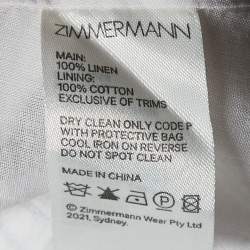 ZIMMERMANN
MAIN:
100% LINEN
LINING:
100% COTTON
EXCLUSIVE OF TRIMS
DRY CLEAN ONLY CODE P
WITH PROTECTIVE BAG
COOL IRON ON REVERSE
DO NOT SPOT CLEAN
MADE IN CHINA
© Zimmermann Wear Pty Ltd
2021, Sydney.